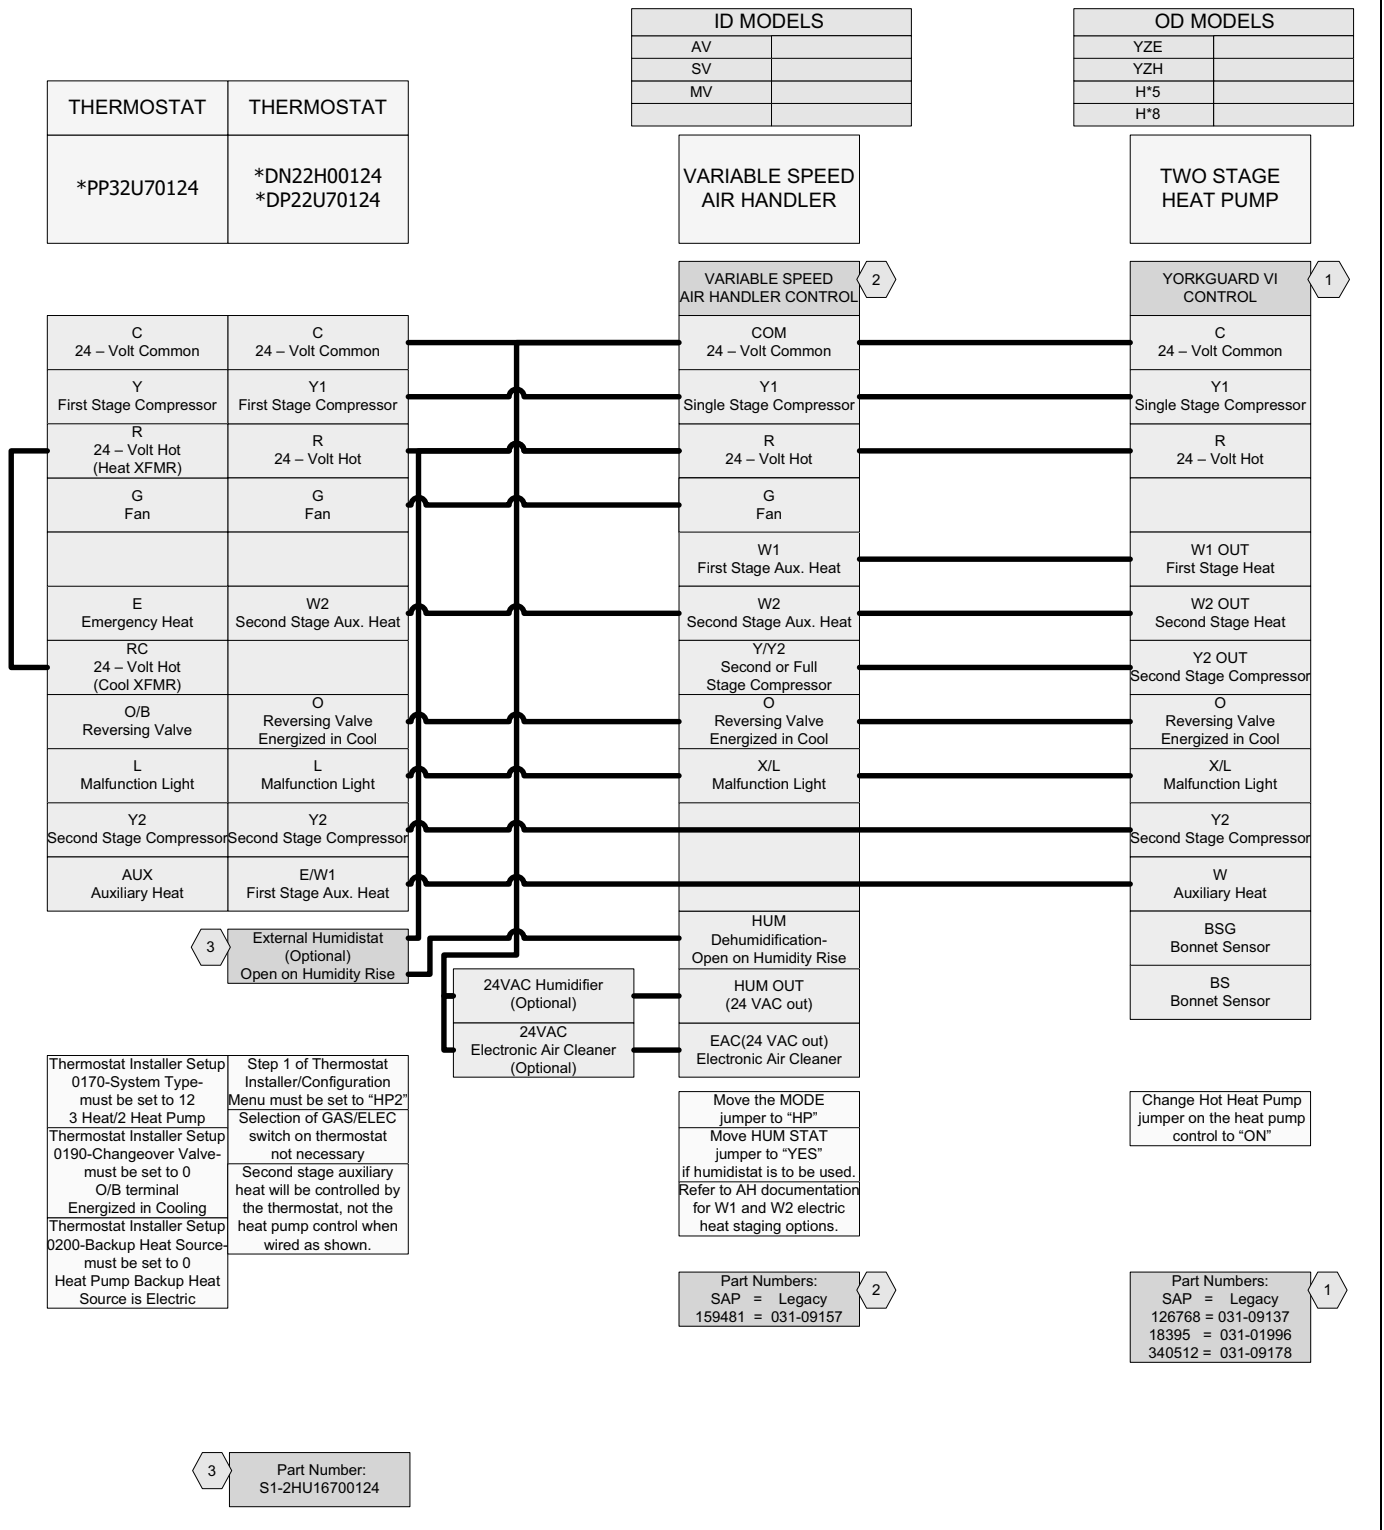 ID MODELS
AV
SV
MV
OD MODELS
YZE
YZH
H*5
H*8
THERMOSTAT
THERMOSTAT
*PP32U70124
*DN22H00124
*DP22U70124
VARIABLE SPEED
AIR HANDLER
TWO STAGE
HEAT PUMP
VARIABLE SPEED
AIR HANDLER CONTROL
2
YORKGUARD VI
CONTROL
1
C
24 – Volt Common
C
24 – Volt Common
COM
24 – Volt Common
C
24 – Volt Common
Y
First Stage Compressor
Y1
First Stage Compressor
Y1
Single Stage Compressor
Y1
Single Stage Compressor
R
24 – Volt Hot
(Heat XFMR)
R
24 – Volt Hot
R
24 – Volt Hot
R
24 – Volt Hot
G
Fan
G
Fan
G
Fan
W1
First Stage Aux. Heat
W1 OUT
First Stage Heat
E
Emergency Heat
W2
Second Stage Aux. Heat
W2
Second Stage Aux. Heat
W2 OUT
Second Stage Heat
RC
24 – Volt Hot
(Cool XFMR)
Y/Y2
Second or Full
Stage Compressor
Y2 OUT
Second Stage Compressor
O/B
Reversing Valve
O
Reversing Valve
Energized in Cool
O
Reversing Valve
Energized in Cool
O
Reversing Valve
Energized in Cool
L
Malfunction Light
L
Malfunction Light
X/L
Malfunction Light
X/L
Malfunction Light
Y2
Second Stage Compressor
Y2
Second Stage Compressor
Y2
Second Stage Compressor
AUX
Auxiliary Heat
E/W1
First Stage Aux. Heat
W
Auxiliary Heat
3
External Humidistat
(Optional)
Open on Humidity Rise
HUM
Dehumidification-
Open on Humidity Rise
BSG
Bonnet Sensor
24VAC Humidifier
(Optional)
HUM OUT
(24 VAC out)
BS
Bonnet Sensor
24VAC
Electronic Air Cleaner
(Optional)
EAC(24 VAC out)
Electronic Air Cleaner
Thermostat Installer Setup
0170-System Type-
must be set to 12
3 Heat/2 Heat Pump
Thermostat Installer Setup
0190-Changeover Valve-
must be set to 0
O/B terminal
Energized in Cooling
Thermostat Installer Setup
0200-Backup Heat Source-
must be set to 0
Heat Pump Backup Heat
Source is Electric
Step 1 of Thermostat
Installer/Configuration
Menu must be set to “HP2”
Selection of GAS/ELEC
switch on thermostat
not necessary
Second stage auxiliary
heat will be controlled by
the thermostat, not the
heat pump control when
wired as shown.
Move the MODE
jumper to “HP”
Move HUM STAT
jumper to “YES”
if humidistat is to be used.
Refer to AH documentation
for W1 and W2 electric
heat staging options.
Change Hot Heat Pump
jumper on the heat pump
control to “ON”
Part Numbers:
SAP = Legacy
159481 = 031-09157
2
Part Numbers:
SAP = Legacy
126768 = 031-09137
18395 = 031-01996
340512 = 031-09178
1
3
Part Number:
S1-2HU16700124